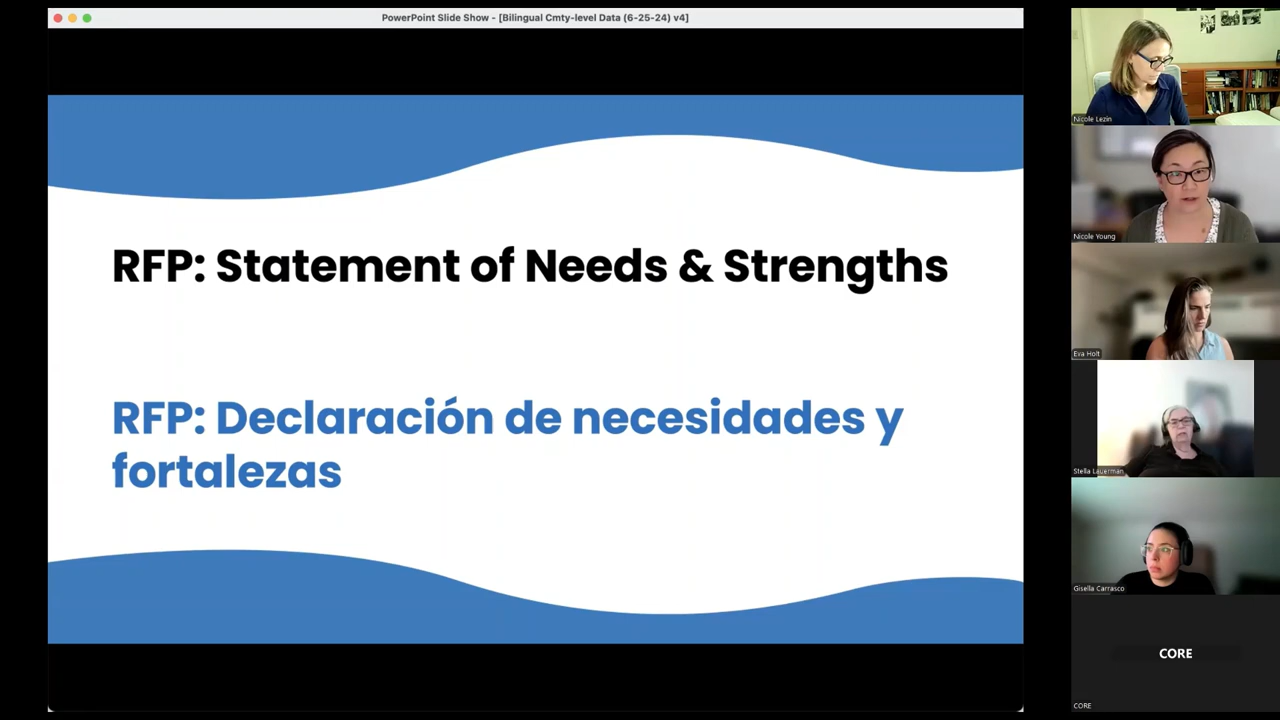 PowerPoint Slide Show - [Bilingual Cmty-level Data (6-25-24) v4]
RFP: Statement of Needs & Strengths
RFP: Declaración de necesidades y
fortalezas
Nicole Lezin
Nicole Young
Eva Holt
Stella Lauerman
Gisella Carrasco
CORE
CORE